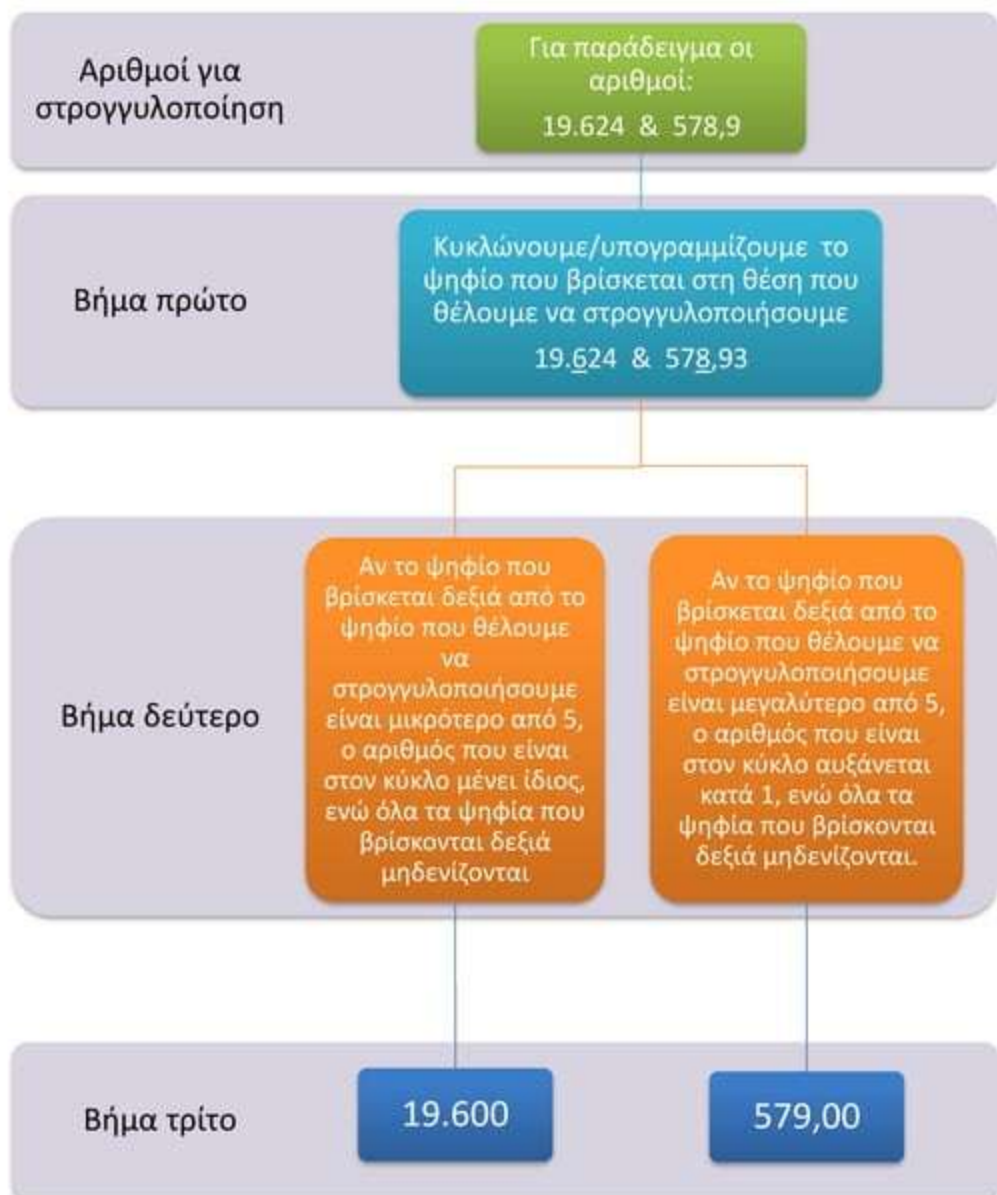 Αριθμοί για
στρογγυλοποίηση
Για παράδειγμα οι
αριθμοί:
19.624 & 578,9
Βήμα πρώτο
Κυκλώνουμε/υπογραμμίζουμε το
ψηφίο που βρίσκεται στη θέση που
θέλουμε να στρογγυλοποιήσουμε
19.624 & 578,93
Βήμα δεύτερο
Αν το ψηφίο που
βρίσκεται δεξιά από το
ψηφίο που θέλουμε
να
στρογγυλοποιήσουμε
είναι μικρότερο από 5,
ο αριθμός που είναι
στον κύκλο μένει ίδιος,
ενώ όλα τα ψηφία που
βρίσκονται δεξιά
μηδενίζονται
Αν το ψηφίο που
βρίσκεται δεξιά από το
ψηφίο που θέλουμε να
στρογγυλοποιήσουμε
είναι μεγαλύτερο από 5,
ο αριθμός που είναι
στον κύκλο αυξάνεται
κατά 1, ενώ όλα τα
ψηφία που βρίσκονται
δεξιά μηδενίζονται.
Βήμα τρίτο
19.600
579,00